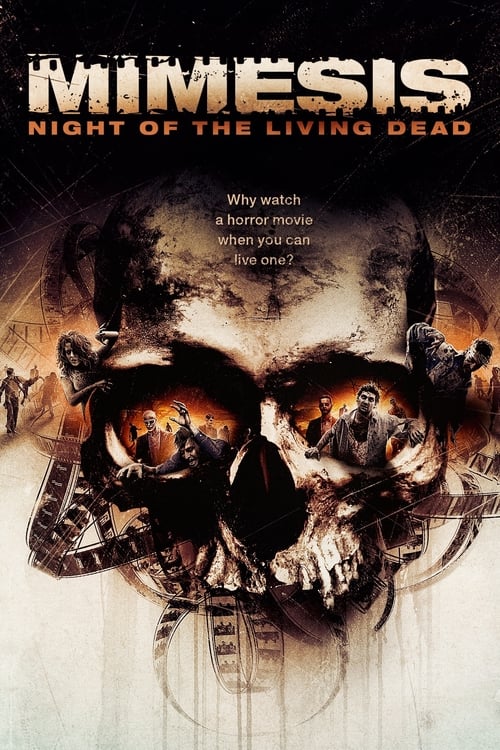 MIMESIS
NIGHT OF THE LIVING DEAD
Why watch
a horror movie
when you can
live one?